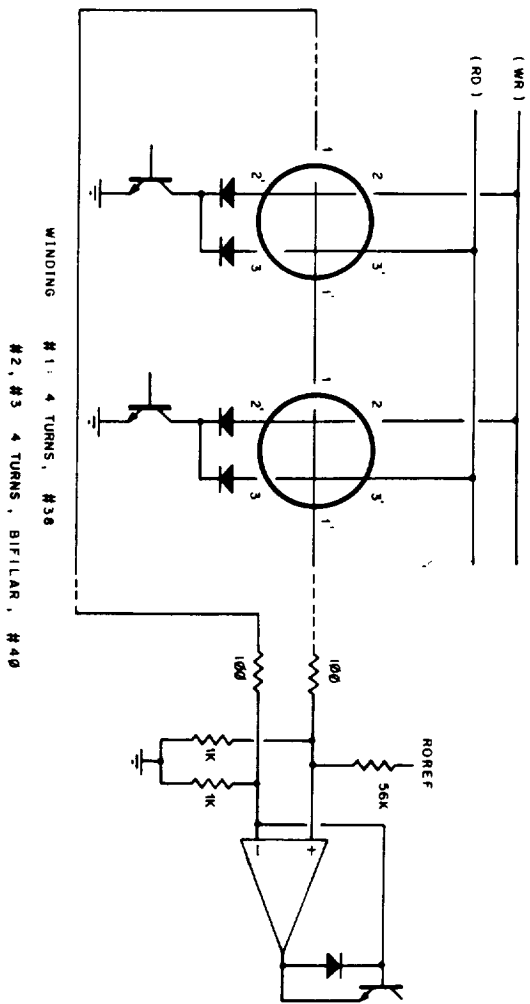 (WR)
(RD)
1
2
2'
3
3'
1'
1
2
2'
3
3'
1'
100
100
ROREF
56K
1K
1K
+
-
WINDING #1: 4 TURNS, #38
#2, #3 4 TURNS, BIFILAR, #40